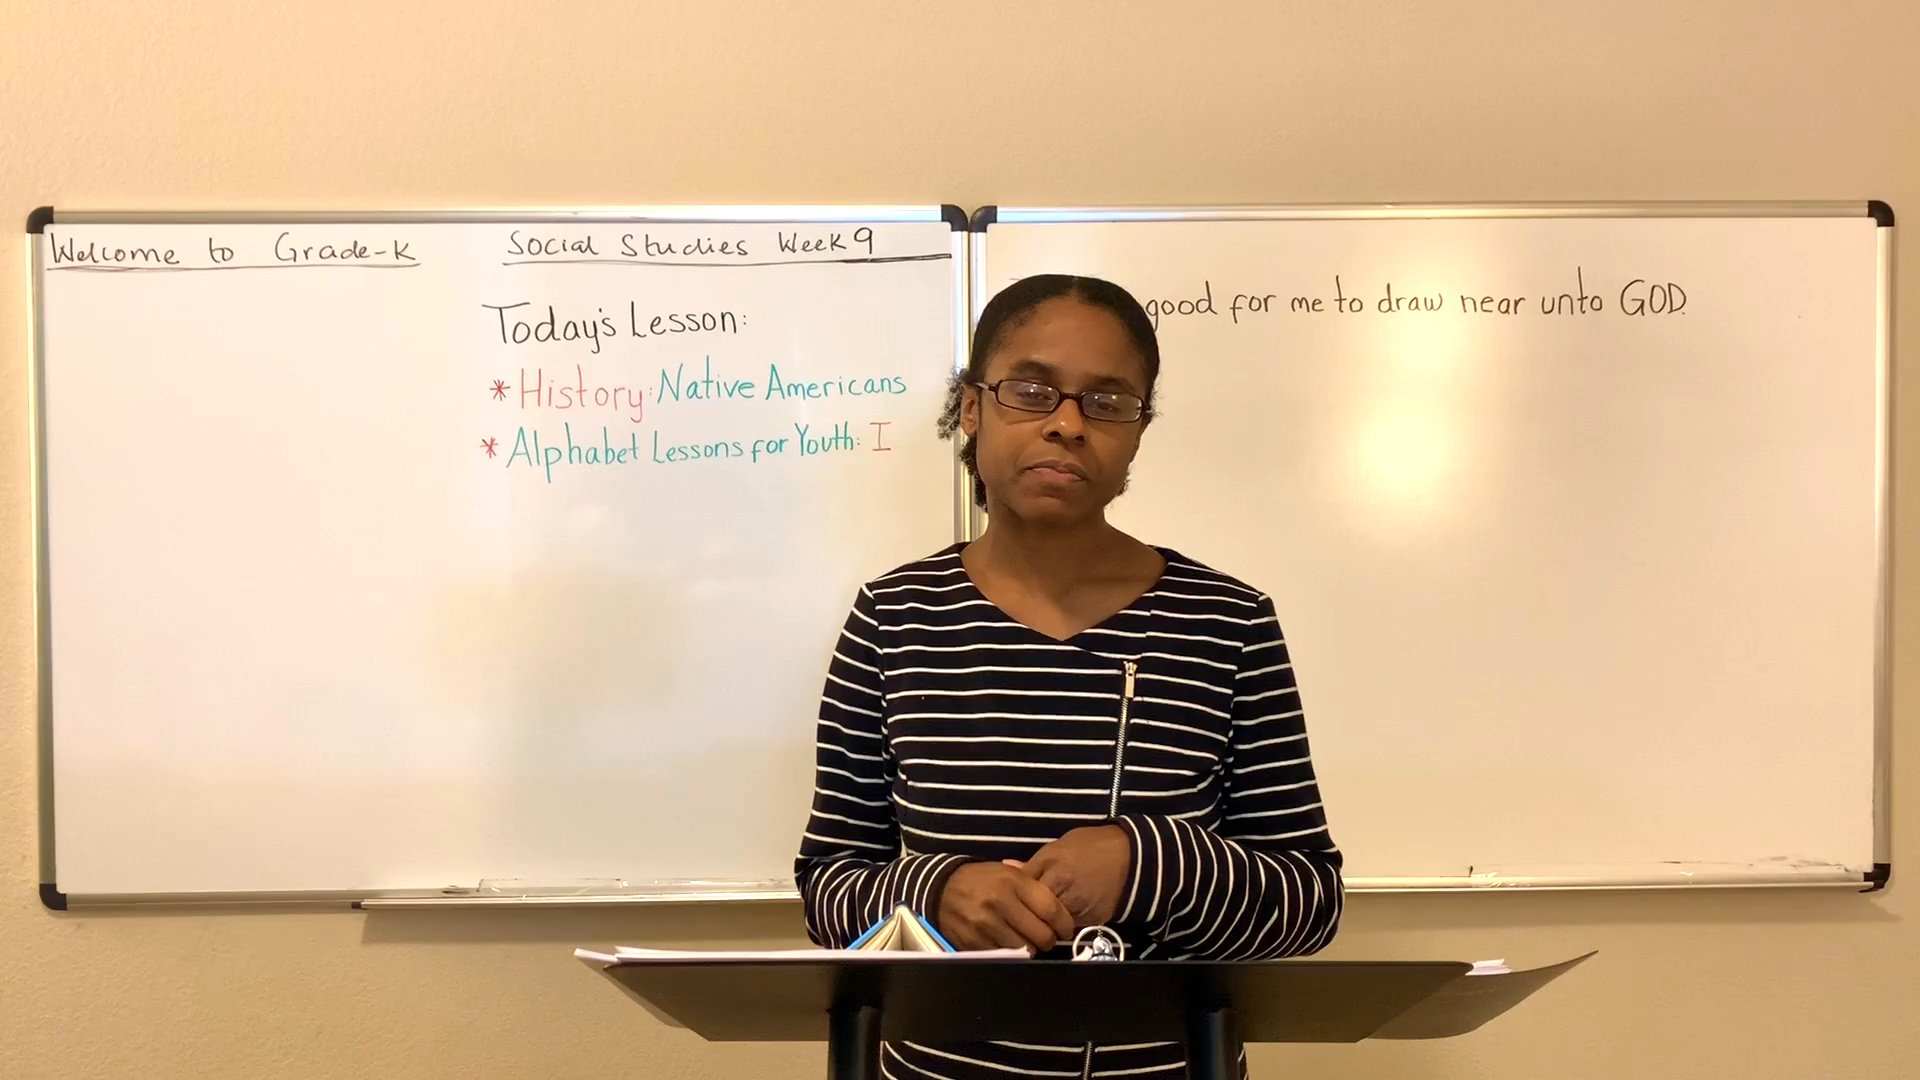 Welcome to Grade-K
Social Studies Week 9
Today's Lesson:
* History: Native Americans
* Alphabet Lessons for Youth: I
good for me to draw near unto GOD.